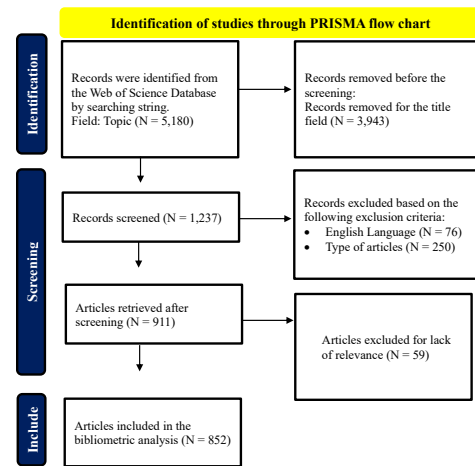 Identification of studies through PRISMA flow chart
Identification
Records were identified from
the Web of Science Database
by searching string.
Field: Topic (N = 5,180)
Records removed before the
screening:
Records removed for the title
field (N = 3,943)
Screening
Records screened (N = 1,237)
Records excluded based on the
following exclusion criteria:
• English Language (N = 76)
• Type of articles (N = 250)
Articles retrieved after
screening (N = 911)
Articles excluded for lack
of relevance (N = 59)
Include
Articles included in the
bibliometric analysis (N = 852)